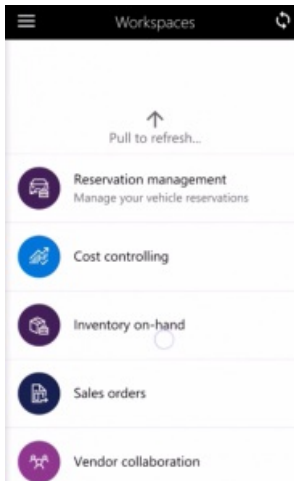 Workspaces
Pull to refresh...
Reservation management
Manage your vehicle reservations
Cost controlling
Inventory on-hand
Sales orders
Vendor collaboration